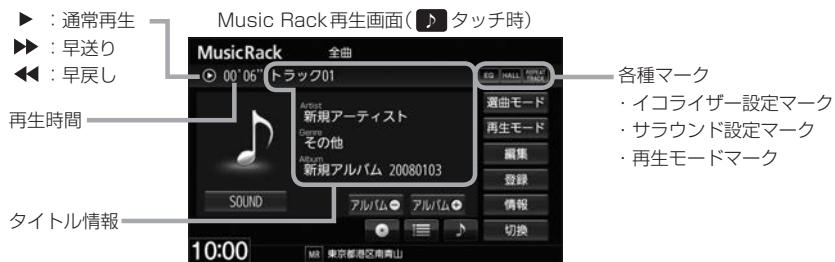 ▶ ：通常再生
▶▶ ：早送り
◀◀ ：早戻し
再生時間
タイトル情報
Music Rack再生画面( ♪ タッチ時)
MusicRack 全曲
00'06" トラック01
EQ HALL REPEAT TRACK
Artist
新規アーティスト
Genre
その他
Album
新規アルバム 20080103
選曲モード
再生モード
編集
登録
情報
切換
SOUND
アルバム⊖ アルバム⊕
10:00
MR 東京都港区南青山
各種マーク
・イコライザー設定マーク
・サラウンド設定マーク
・再生モードマーク